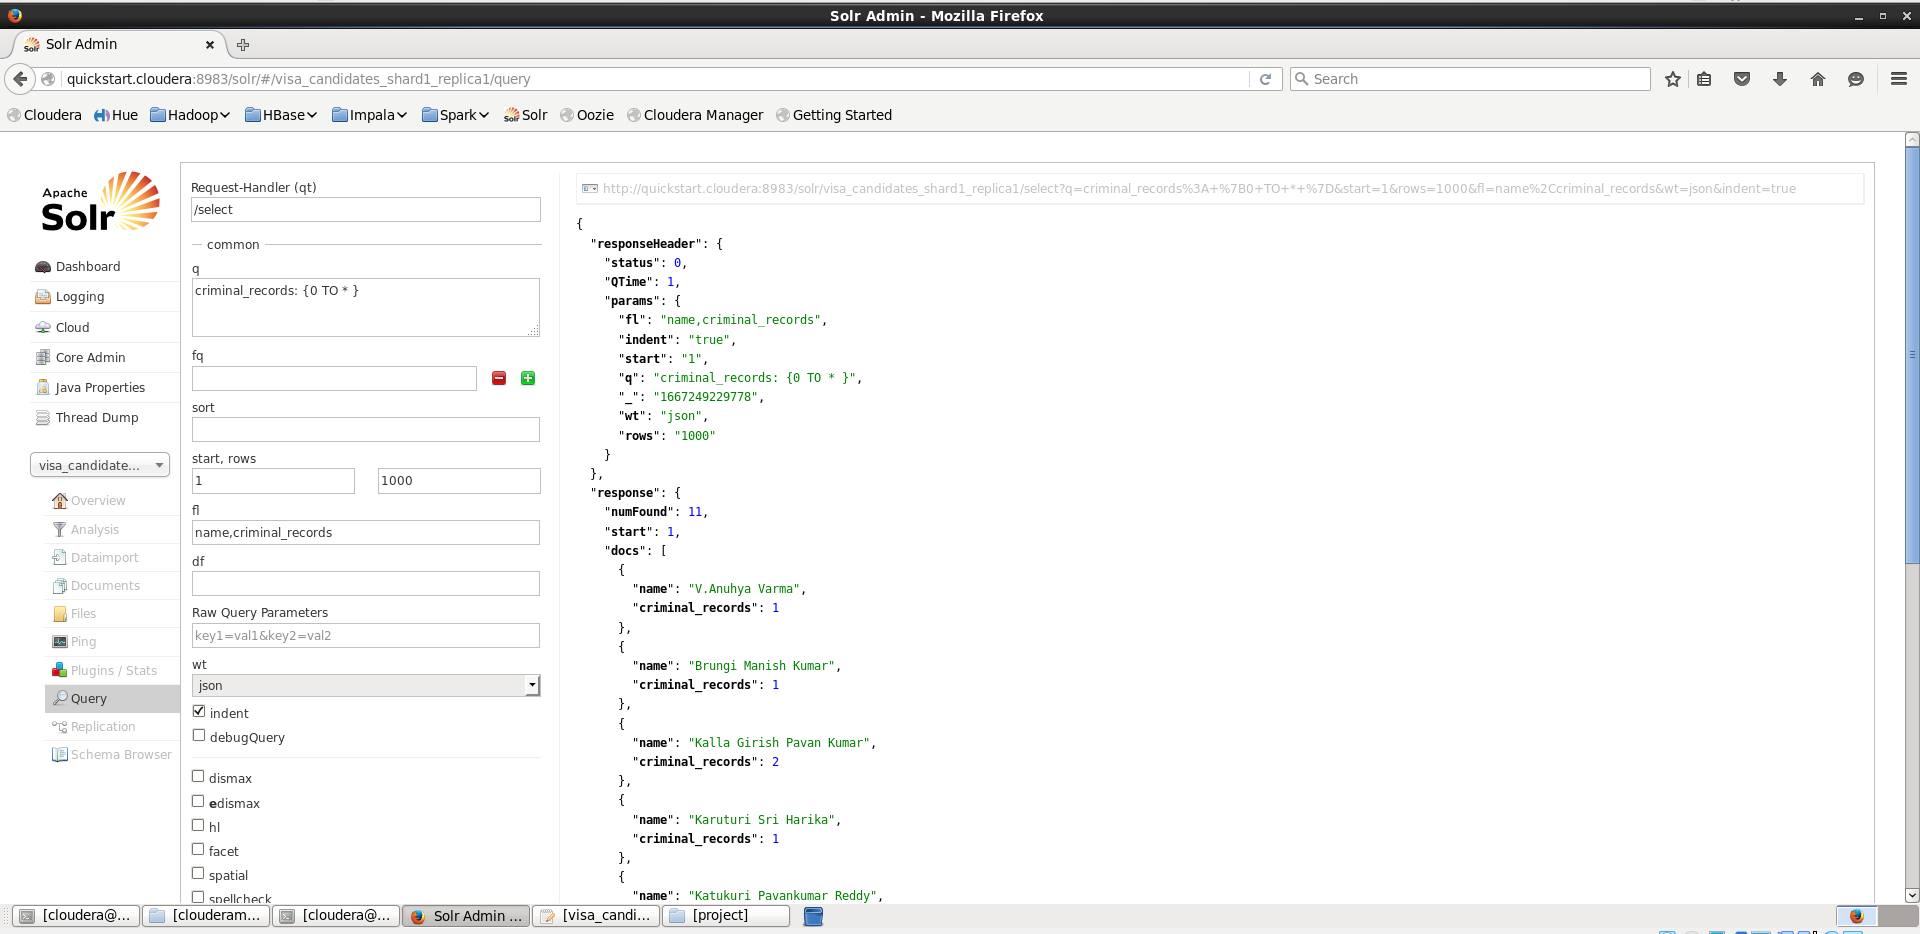 Solr Admin - Mozilla Firefox
Solr Admin
quickstart.cloudera:8983/solr/#/visa_candidates_shard1_replica1/query
Search
Cloudera Hue Hadoop HBase Impala Spark Solr Oozie Cloudera Manager Getting Started
Apache
Solr
Dashboard
Logging
Cloud
Core Admin
Java Properties
Thread Dump
visa_candidate...
Overview
Analysis
Dataimport
Documents
Files
Ping
Plugins / Stats
Query
Replication
Schema Browser
Request-Handler (qt)
/select
common
q
criminal_records: {0 TO * }
fq
sort
start, rows
1 1000
fl
name,criminal_records
df
Raw Query Parameters
key1=val1&key2=val2
wt
json
indent
debugQuery
dismax
edismax
hl
facet
spatial
spellcheck
http://quickstart.cloudera:8983/solr/visa_candidates_shard1_replica1/select?q=criminal_records%3A+%7B0+TO+*+%7D&start=1&rows=1000&fl=name%2Ccriminal_records&wt=json&indent=true
{
"responseHeader": {
"status": 0,
"QTime": 1,
"params": {
"fl": "name,criminal_records",
"indent": "true",
"start": "1",
"q": "criminal_records: {0 TO * }",
"_": "1667249229778",
"wt": "json",
"rows": "1000"
}
},
"response": {
"numFound": 11,
"start": 1,
"docs": [
{
"name": "V.Anuhya Varma",
"criminal_records": 1
},
{
"name": "Brungi Manish Kumar",
"criminal_records": 1
},
{
"name": "Kalla Girish Pavan Kumar",
"criminal_records": 2
},
{
"name": "Karuturi Sri Harika",
"criminal_records": 1
},
{
"name": "Katukuri Pavankumar Reddy",
[cloudera@... [clouderam... [cloudera@... Solr Admin ... [visa_candi... [project]